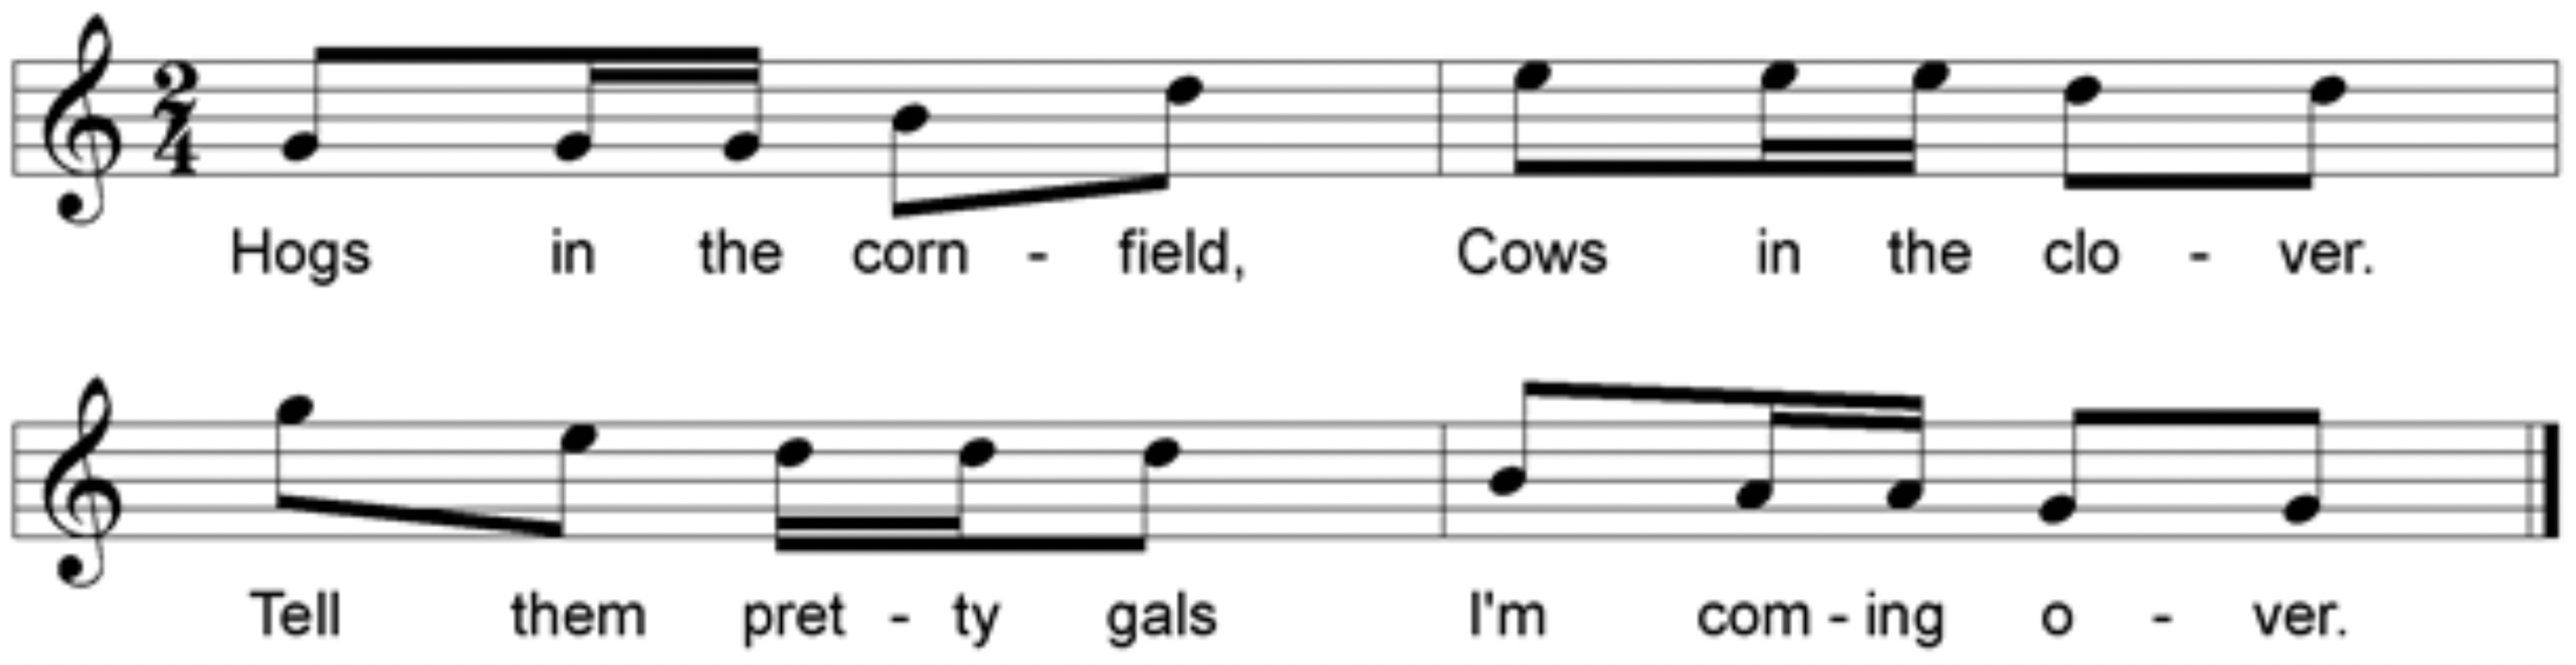 2
4
Hogs in the corn - field, Cows in the clo - ver.
Tell them pret - ty gals I'm com - ing o - ver.